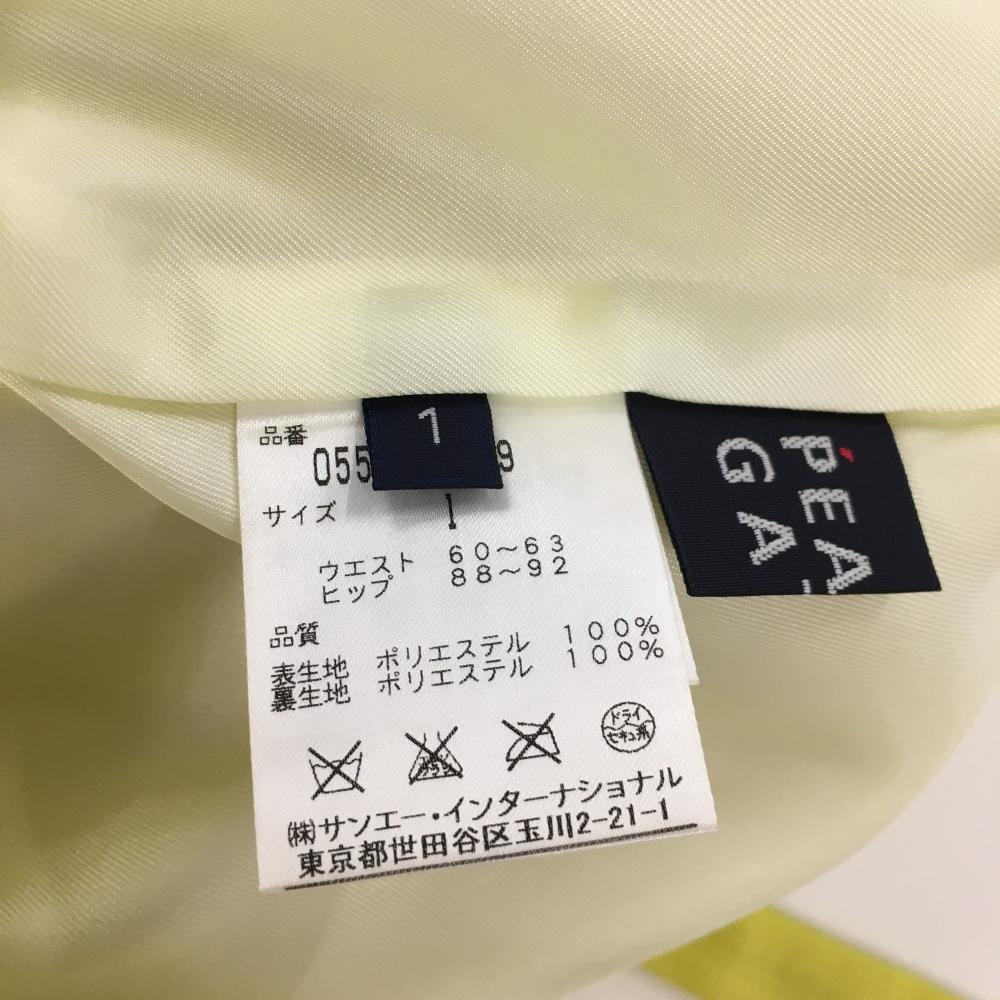 1
品番
055 9
サイズ 1
ウエスト 60～63
ヒップ 88～92
品質
表生地 ポリエステル 100%
裏生地 ポリエステル 100%
ドライ
セキユ系
(株)サンエー・インターナショナル
東京都世田谷区玉川2-21-1
PEA
GA